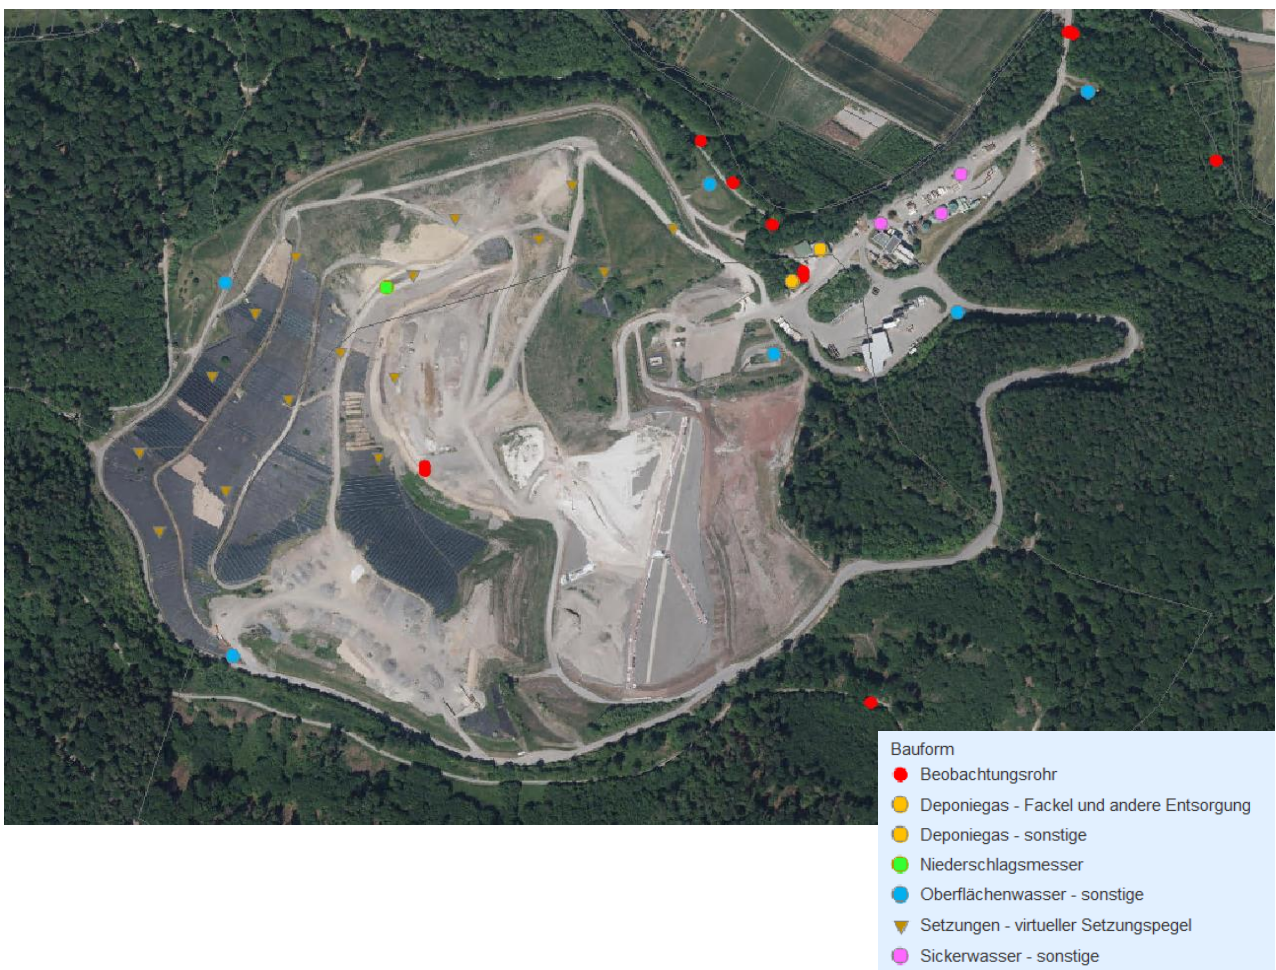 Bauform
Beobachtungsrohr
Deponiegas - Fackel und andere Entsorgung
Deponiegas - sonstige
Niederschlagsmesser
Oberflächenwasser - sonstige
Setzungen - virtueller Setzungspegel
Sickerwasser - sonstige